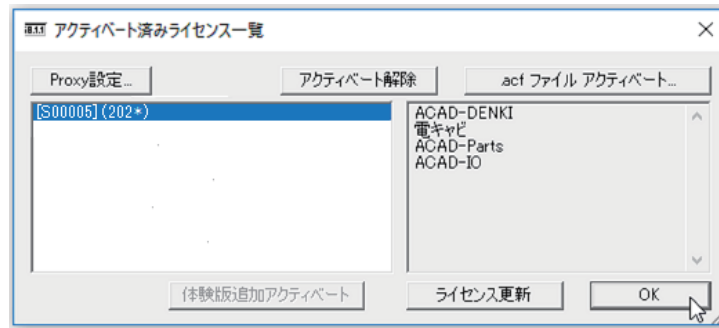 アクティベート済みライセンス一覧
Proxy設定...
アクティベート解除
.acf ファイル アクティベート...
[S00005](202*)
ACAD-DENKI
電キャビ
ACAD-Parts
ACAD-IO
体験版追加アクティベート
ライセンス更新
OK